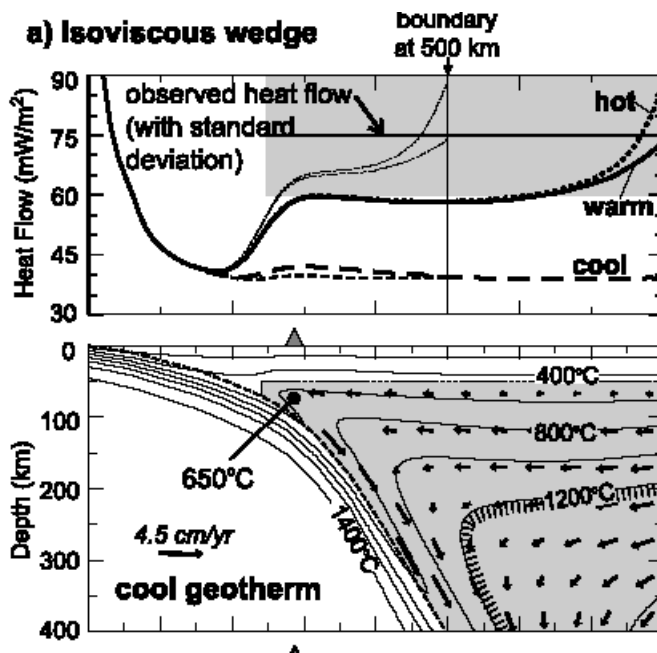 a) Isoviscous wedge
boundary
at 500 km
90
75
60
45
30
Heat Flow (mW/m²)
observed heat flow
(with standard
deviation)
hot
warm
cool
0
100
200
300
400
Depth (km)
400°C
800°C
1200°C
650°C
1400°C
4.5 cm/yr
cool geotherm